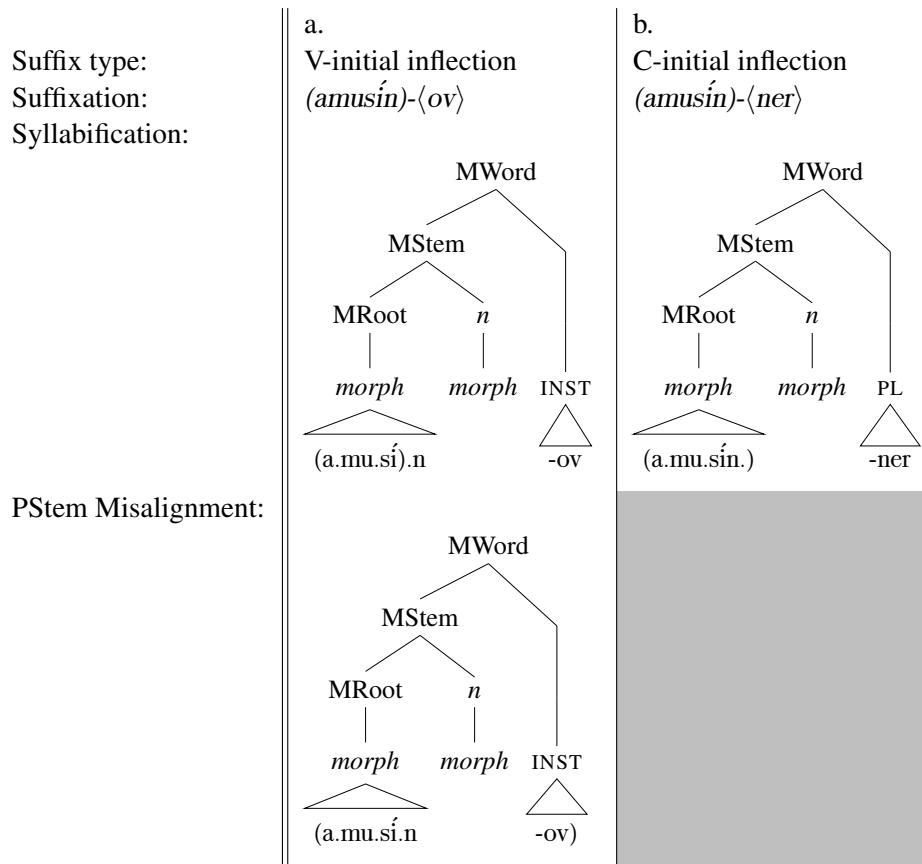 a. b.
Suffix type: V-initial inflection C-initial inflection
Suffixation: (amusín)-⟨ov⟩ (amusín)-⟨ner⟩
Syllabification:
MWord MWord
MStem MStem
MRoot n MRoot n
morph morph INST morph morph PL
(a.mu.sí).n -ov (a.mu.sín.) -ner
PStem Misalignment:
MWord
MStem
MRoot n
morph morph INST
(a.mu.sí.n -ov)